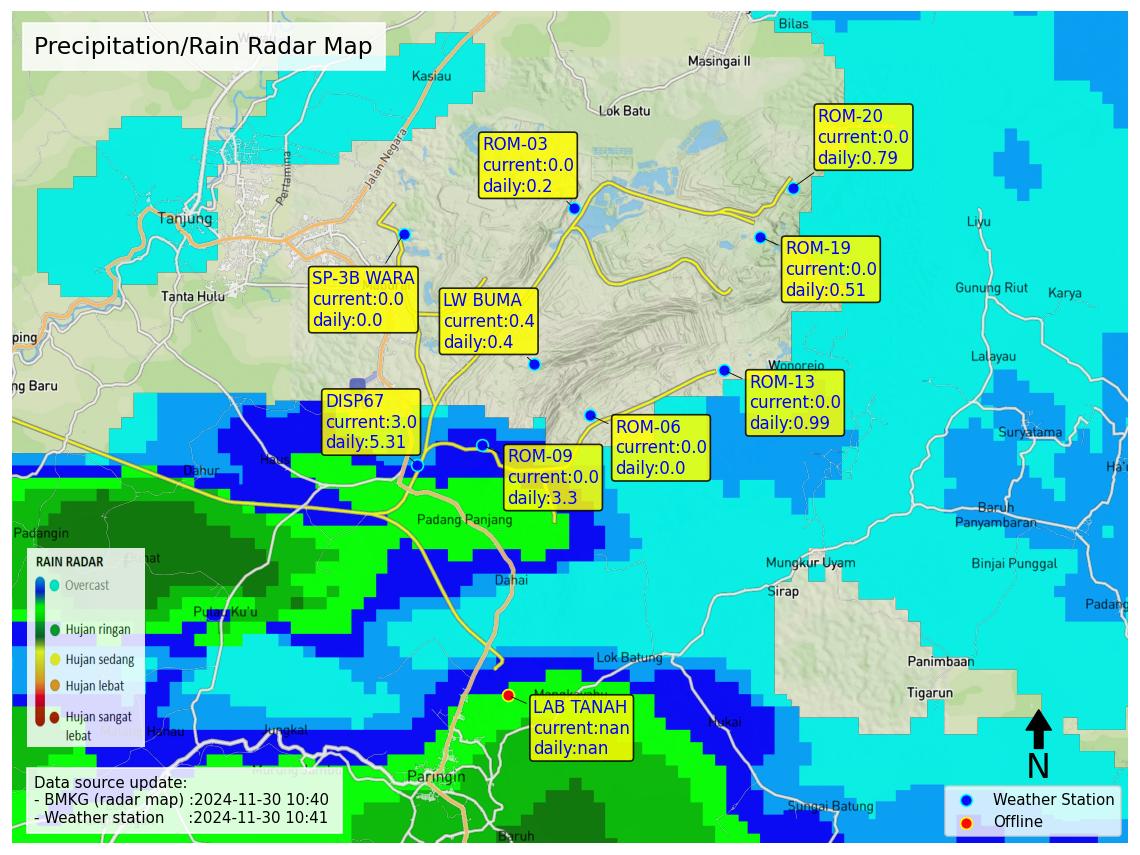 Precipitation/Rain Radar Map
Bilas
Masingai II
Kasiau
Lok Batu
Jalan Negara
Pertamina
Tanjung
Tanta Hulu
ROM-03
current:0.0
daily:0.2
ROM-20
current:0.0
daily:0.79
ROM-19
current:0.0
daily:0.51
SP-3B WARA
current:0.0
daily:0.0
LW BUMA
current:0.4
daily:0.4
Liyu
Gunung Riut
Karya
Lalayau
Wonorejo
ping
ng Baru
ROM-13
current:0.0
daily:0.99
DISP67
current:3.0
daily:5.31
ROM-06
current:0.0
daily:0.0
ROM-09
current:0.0
daily:3.3
Suryatama
Haus
Dahur
Ha'u
Baruh
Panyambaran
Padang Panjang
Padangin
Mungkur Uyam
Binjai Punggal
Dahai
Sirap
Padang
Pulau Ku'u
Lok Batung
Panimbaan
Tigarun
RAIN RADAR
Overcast
Hujan ringan
Hujan sedang
Hujan lebat
Hujan sangat
lebat
LAB TANAH
current:nan
daily:nan
Hukai
Jungkal
Paringin
Sungai Batung
Baruh
Data source update:
- BMKG (radar map) :2024-11-30 10:40
- Weather station :2024-11-30 10:41
N
Weather Station
Offline